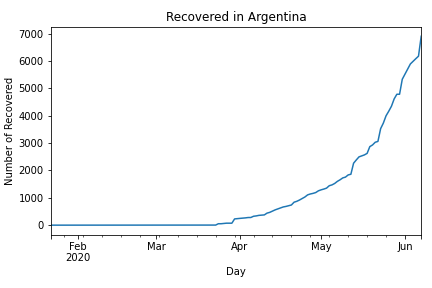 Recovered in Argentina
7000
6000
5000
4000
3000
2000
1000
0
Number of Recovered
Feb
2020
Mar
Apr
May
Jun
Day